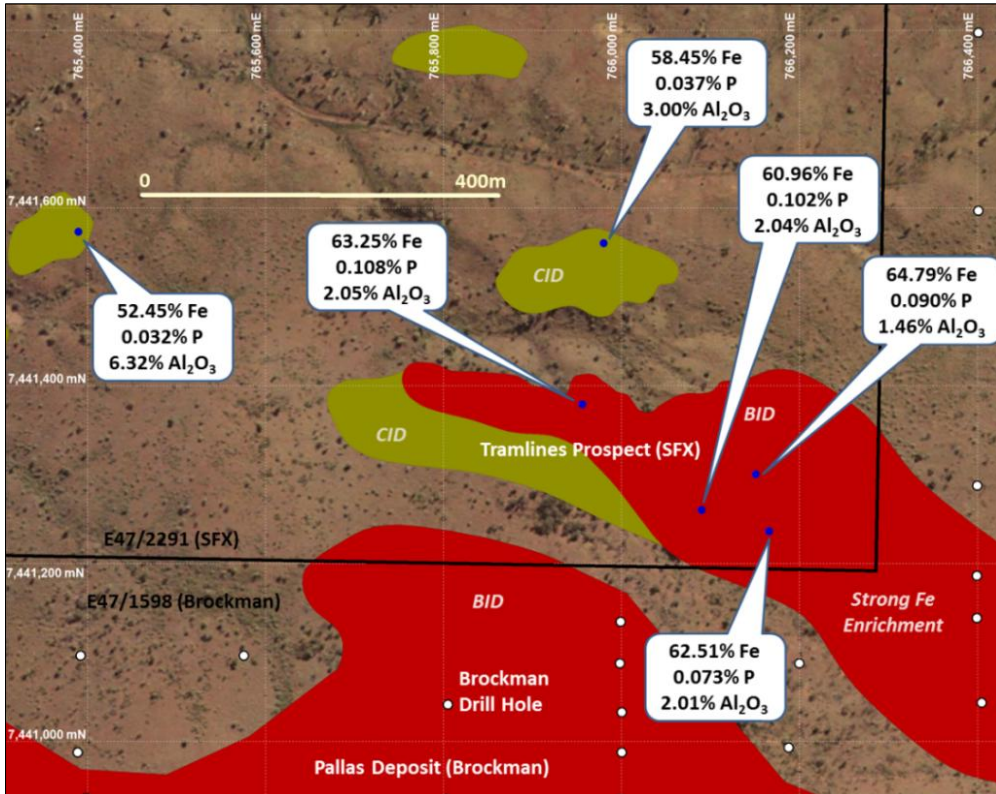 765,400 mE
765,600 mE
765,800 mE
766,000 mE
766,200 mE
766,400 mE
58.45% Fe
0.037% P
3.00% Al₂O₃
0
400m
7,441,600 mN
60.96% Fe
0.102% P
2.04% Al₂O₃
63.25% Fe
0.108% P
2.05% Al₂O₃
CID
64.79% Fe
0.090% P
1.46% Al₂O₃
52.45% Fe
0.032% P
6.32% Al₂O₃
7,441,400 mN
BID
CID
Tramlines Prospect (SFX)
E47/2291 (SFX)
7,441,200 mN
E47/1598 (Brockman)
BID
Strong Fe
Enrichment
62.51% Fe
0.073% P
2.01% Al₂O₃
Brockman
Drill Hole
7,441,000 mN
Pallas Deposit (Brockman)